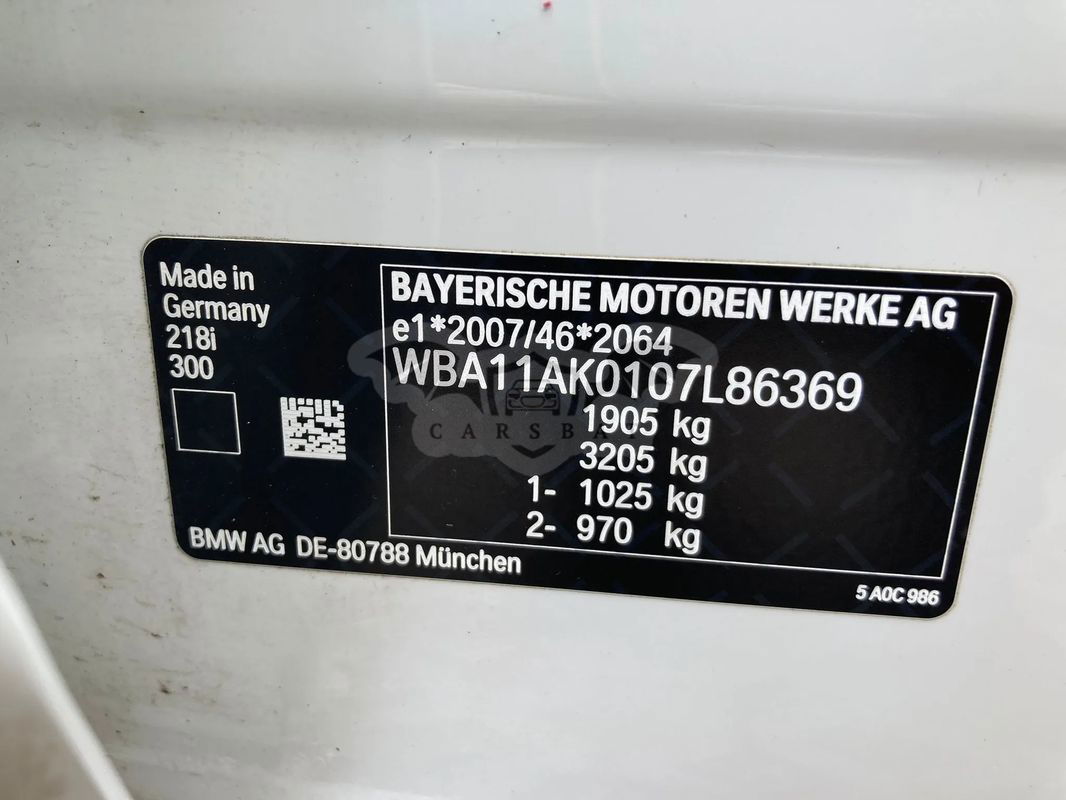 Made in
Germany
218i
300
BMW AG DE-80788 München
BAYERISCHE MOTOREN WERKE AG
e1*2007/46*2064
WBA11AK0107L86369
1905 kg
3205 kg
1- 1025 kg
2- 970 kg
5 A0C 986